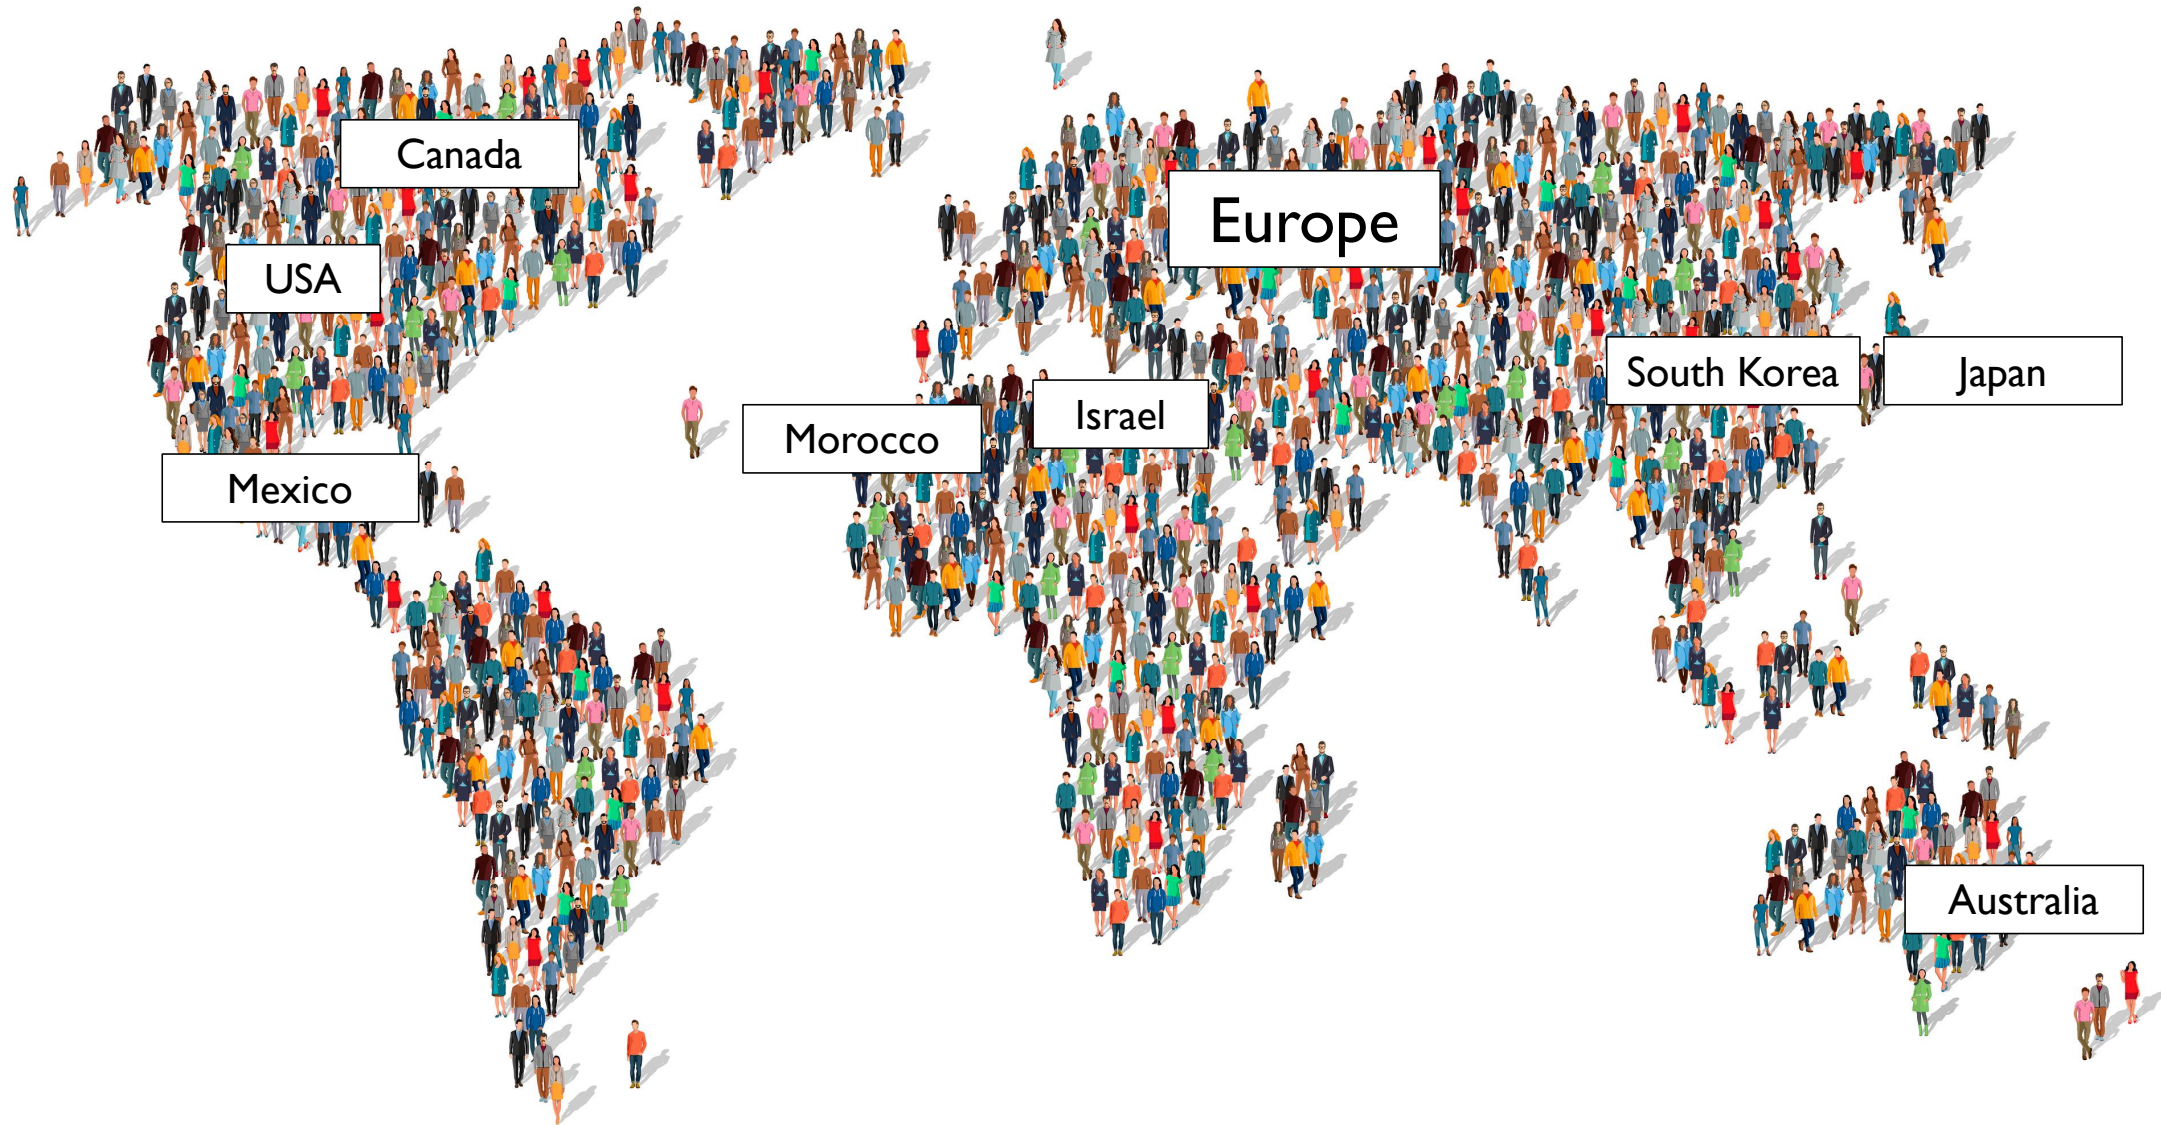 Canada
Europe
USA
South Korea
Japan
Israel
Morocco
Mexico
Australia